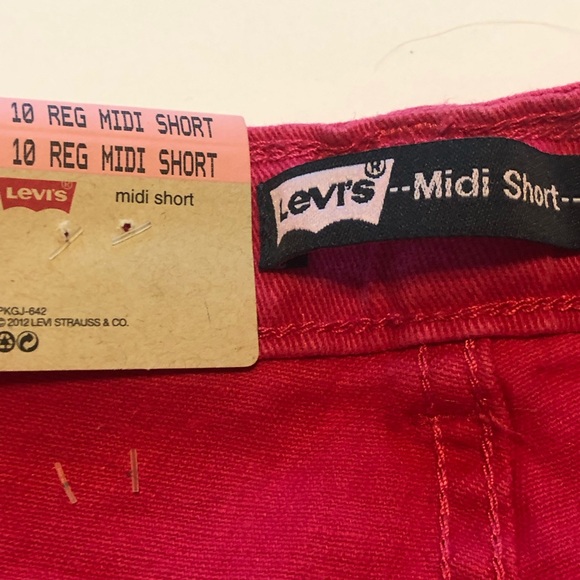 10 REG MIDI SHORT
10 REG MIDI SHORT
LEVI'S® midi short
PKGJ-642
© 2012 LEVI STRAUSS & CO.
LEVI'S® --Midi Short--